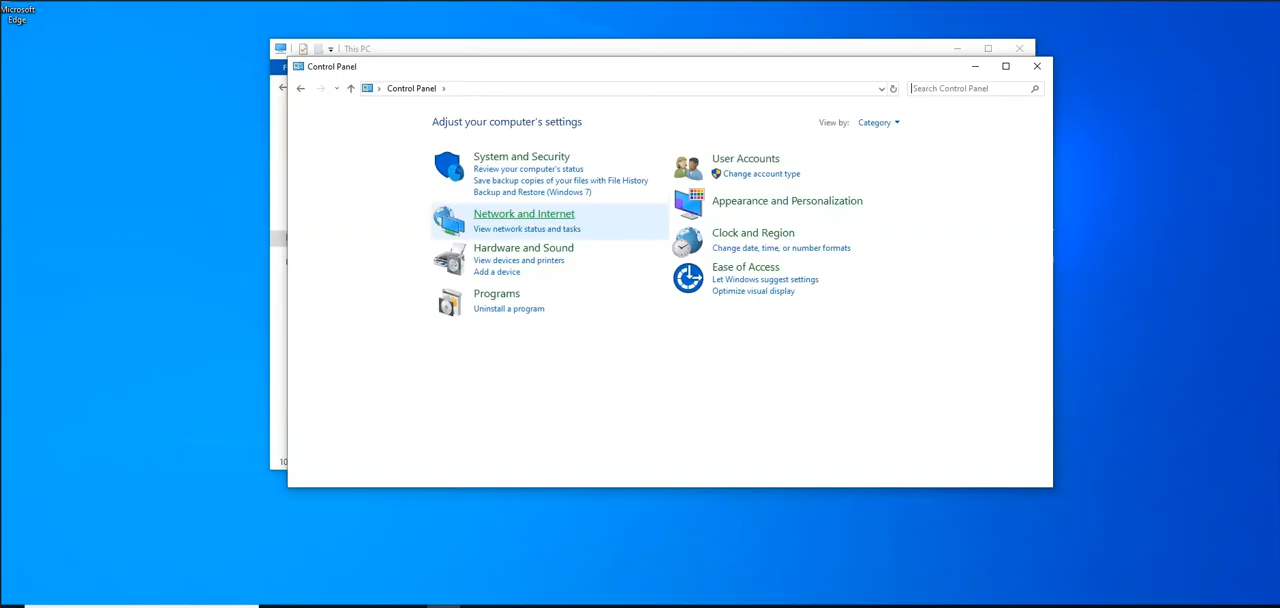 Microsoft
Edge
This PC
Control Panel
Control Panel
Search Control Panel
Adjust your computer's settings
View by: Category
System and Security
Review your computer's status
Save backup copies of your files with File History
Backup and Restore (Windows 7)
Network and Internet
View network status and tasks
Hardware and Sound
View devices and printers
Add a device
Programs
Uninstall a program
User Accounts
Change account type
Appearance and Personalization
Clock and Region
Change date, time, or number formats
Ease of Access
Let Windows suggest settings
Optimize visual display
10